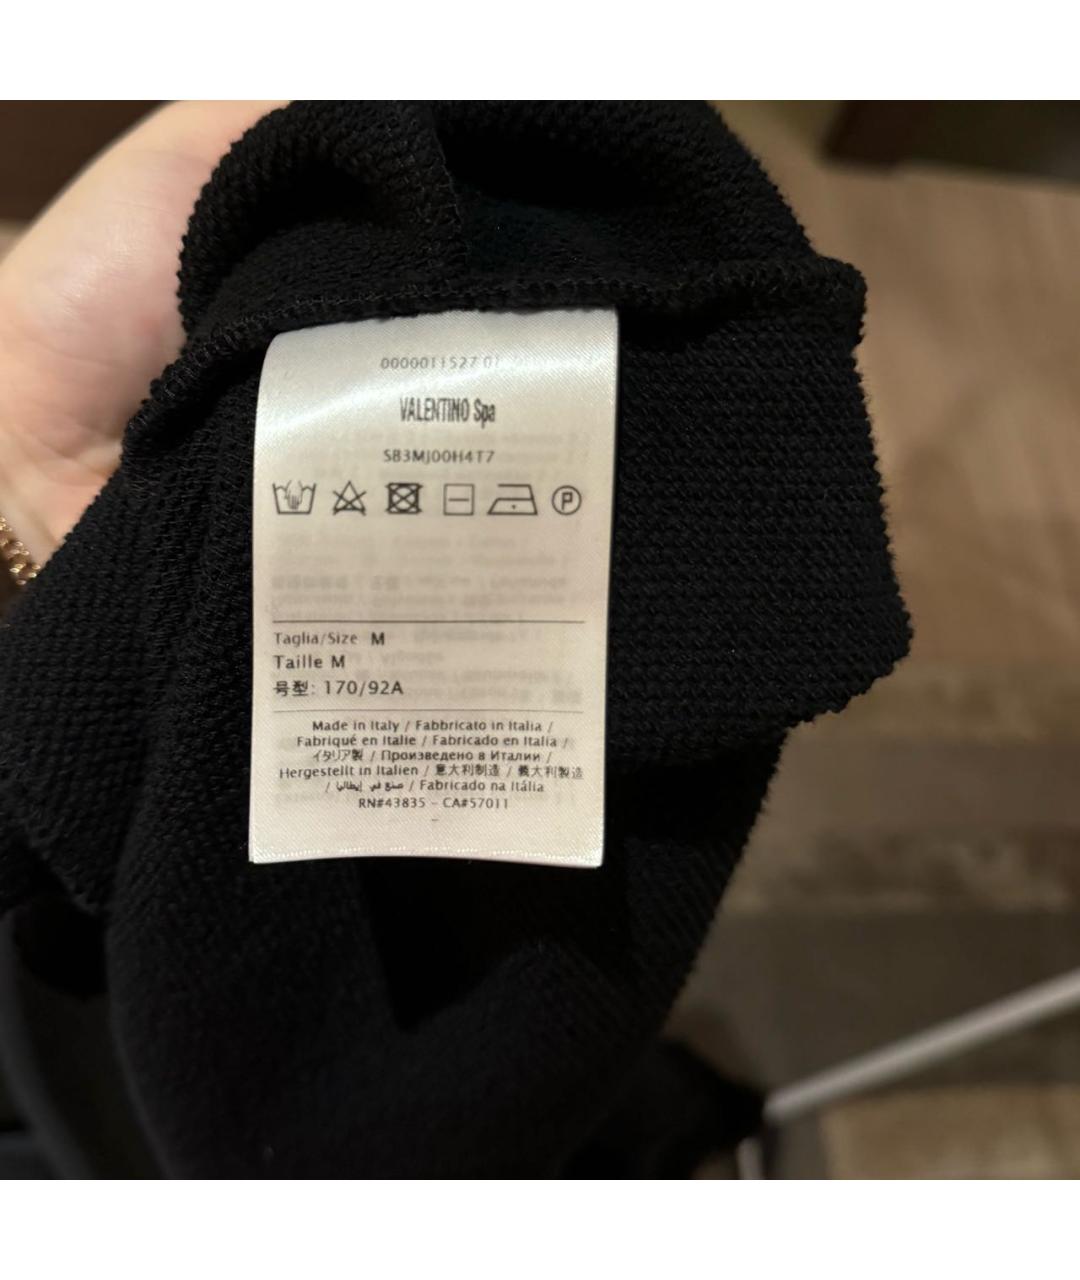 0000011527 01
VALENTINO Spa
SB3MJ00H4T7
P
Taglia/Size M
Taille M
号型: 170/92A
Made in Italy / Fabbricato in Italia /
Fabriqué en Italie / Fabricado en Italia /
イタリア製 / Произведено в Италии /
Hergestellt in Italien / 意大利制造 / 義大利製造
/ صنع في إيطاليا / Fabricado na Itália
RN#43835 - CA#57011
-